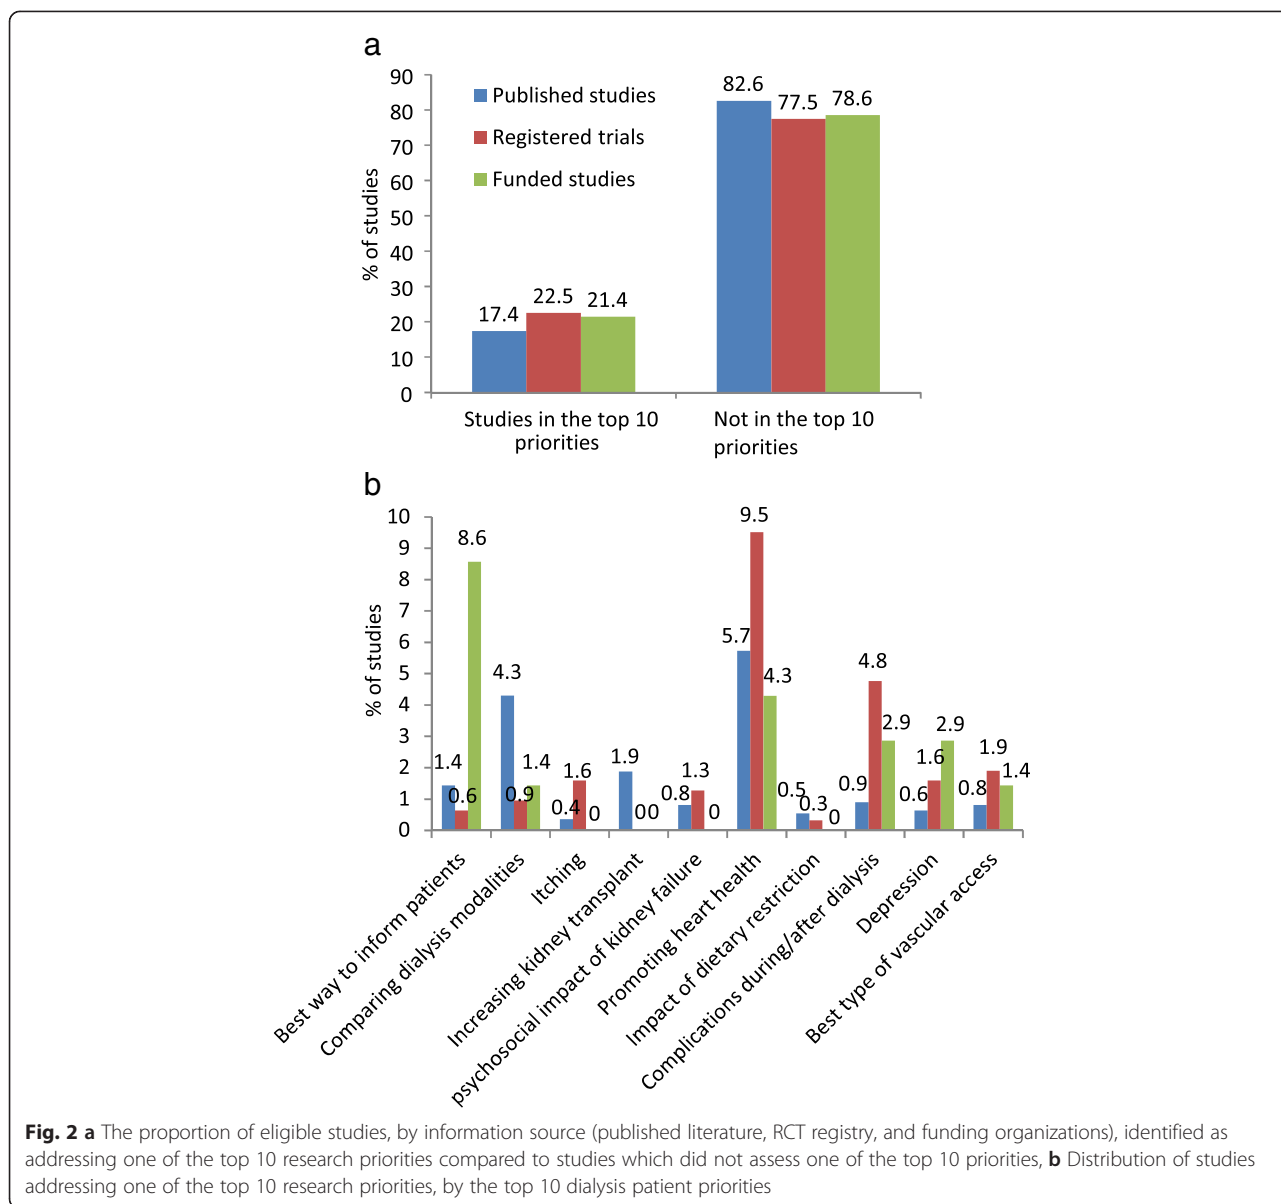 a
90
80
70
60
50
40
30
20
10
0
% of studies
Published studies
Registered trials
Funded studies
17.4
22.5
21.4
82.6
77.5
78.6
Studies in the top 10
priorities
Not in the top 10
priorities
b
10
9
8
7
6
5
4
3
2
1
0
% of studies
1.4
0.6
8.6
4.3
0.9
1.4
0.4
1.6
0
1.9
0
0
0.8
1.3
0
5.7
9.5
4.3
0.5
0.3
0
0.9
4.8
2.9
0.6
1.6
2.9
0.8
1.9
1.4
Best way to inform patients
Comparing dialysis modalities
Itching
Increasing kidney transplant
psychosocial impact of kidney failure
Promoting heart health
Impact of dietary restriction
Complications during/after dialysis
Depression
Best type of vascular access
Fig. 2 a The proportion of eligible studies, by information source (published literature, RCT registry, and funding organizations), identified as
addressing one of the top 10 research priorities compared to studies which did not assess one of the top 10 priorities, b Distribution of studies
addressing one of the top 10 research priorities, by the top 10 dialysis patient priorities